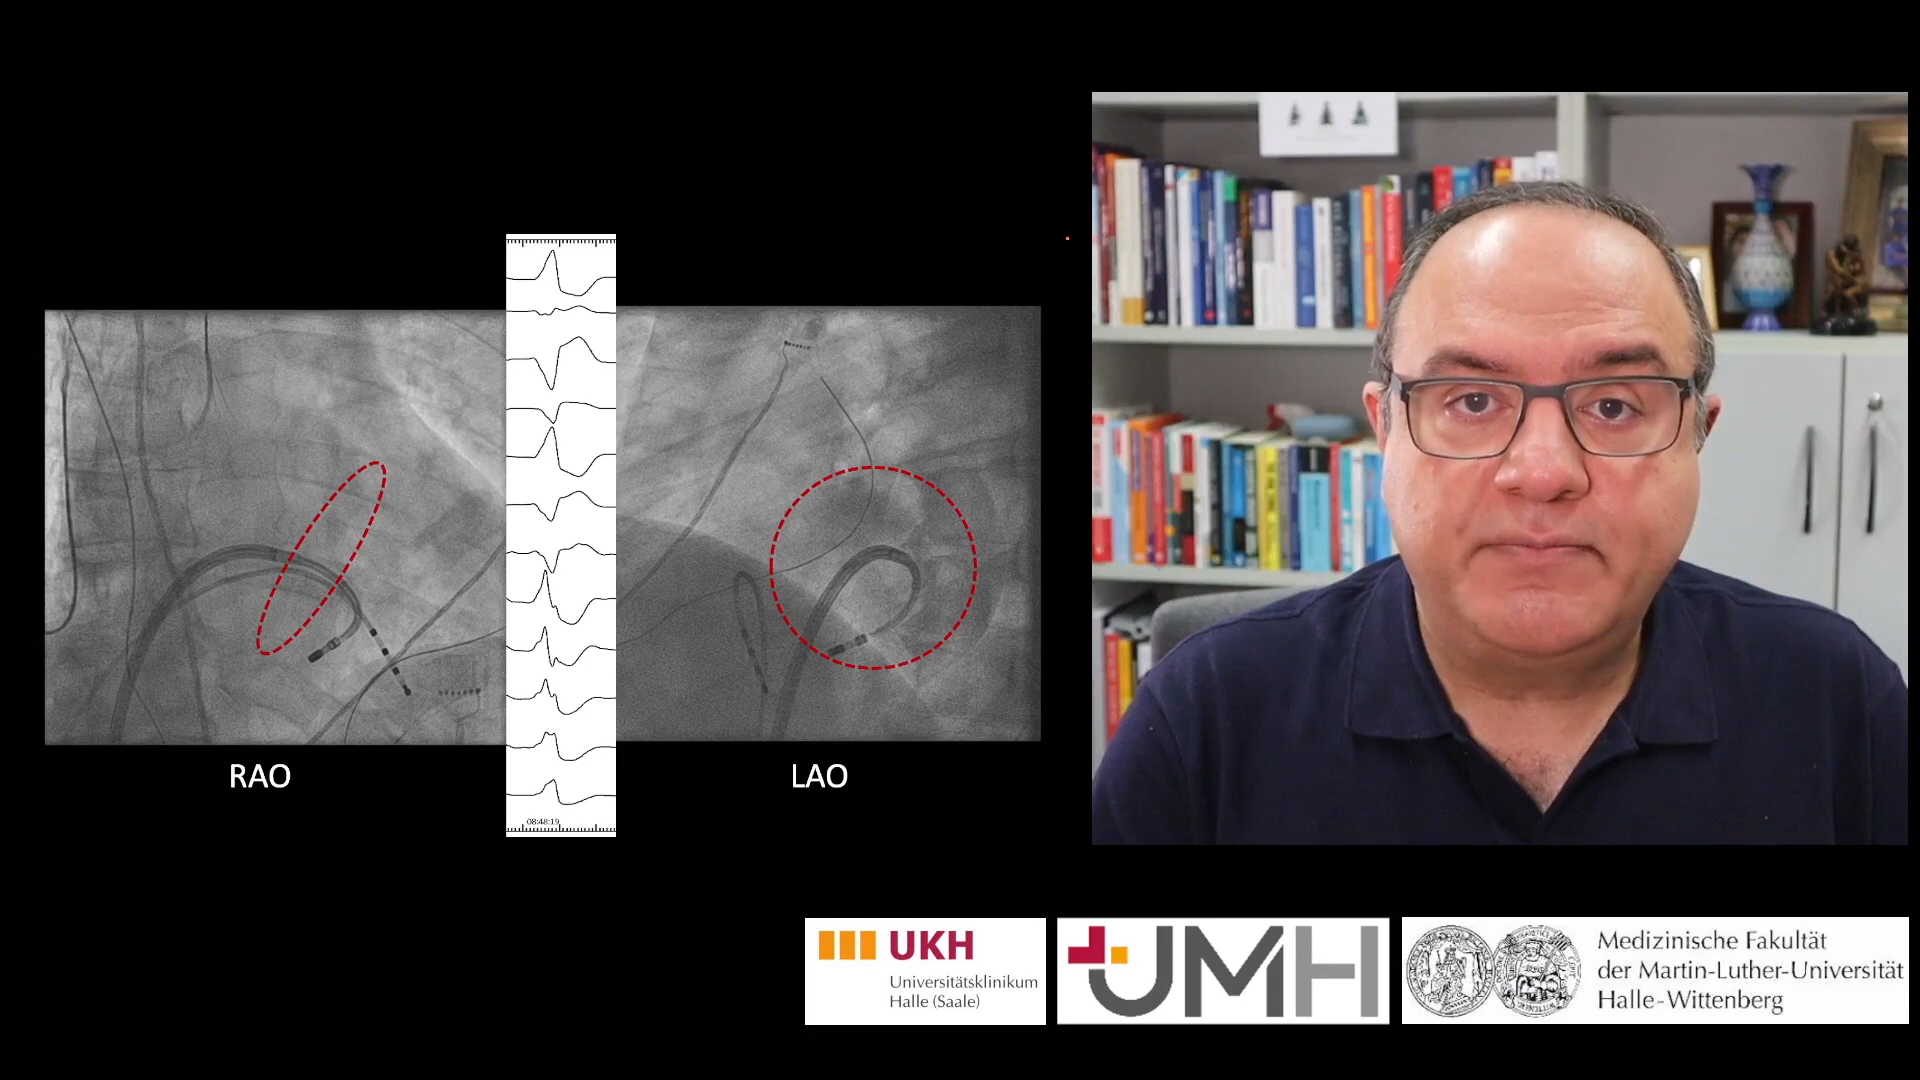 08:48:19
RAO
LAO
UKH
Universitätsklinikum
Halle (Saale)
UMH
Medizinische Fakultät
der Martin-Luther-Universität
Halle-Wittenberg